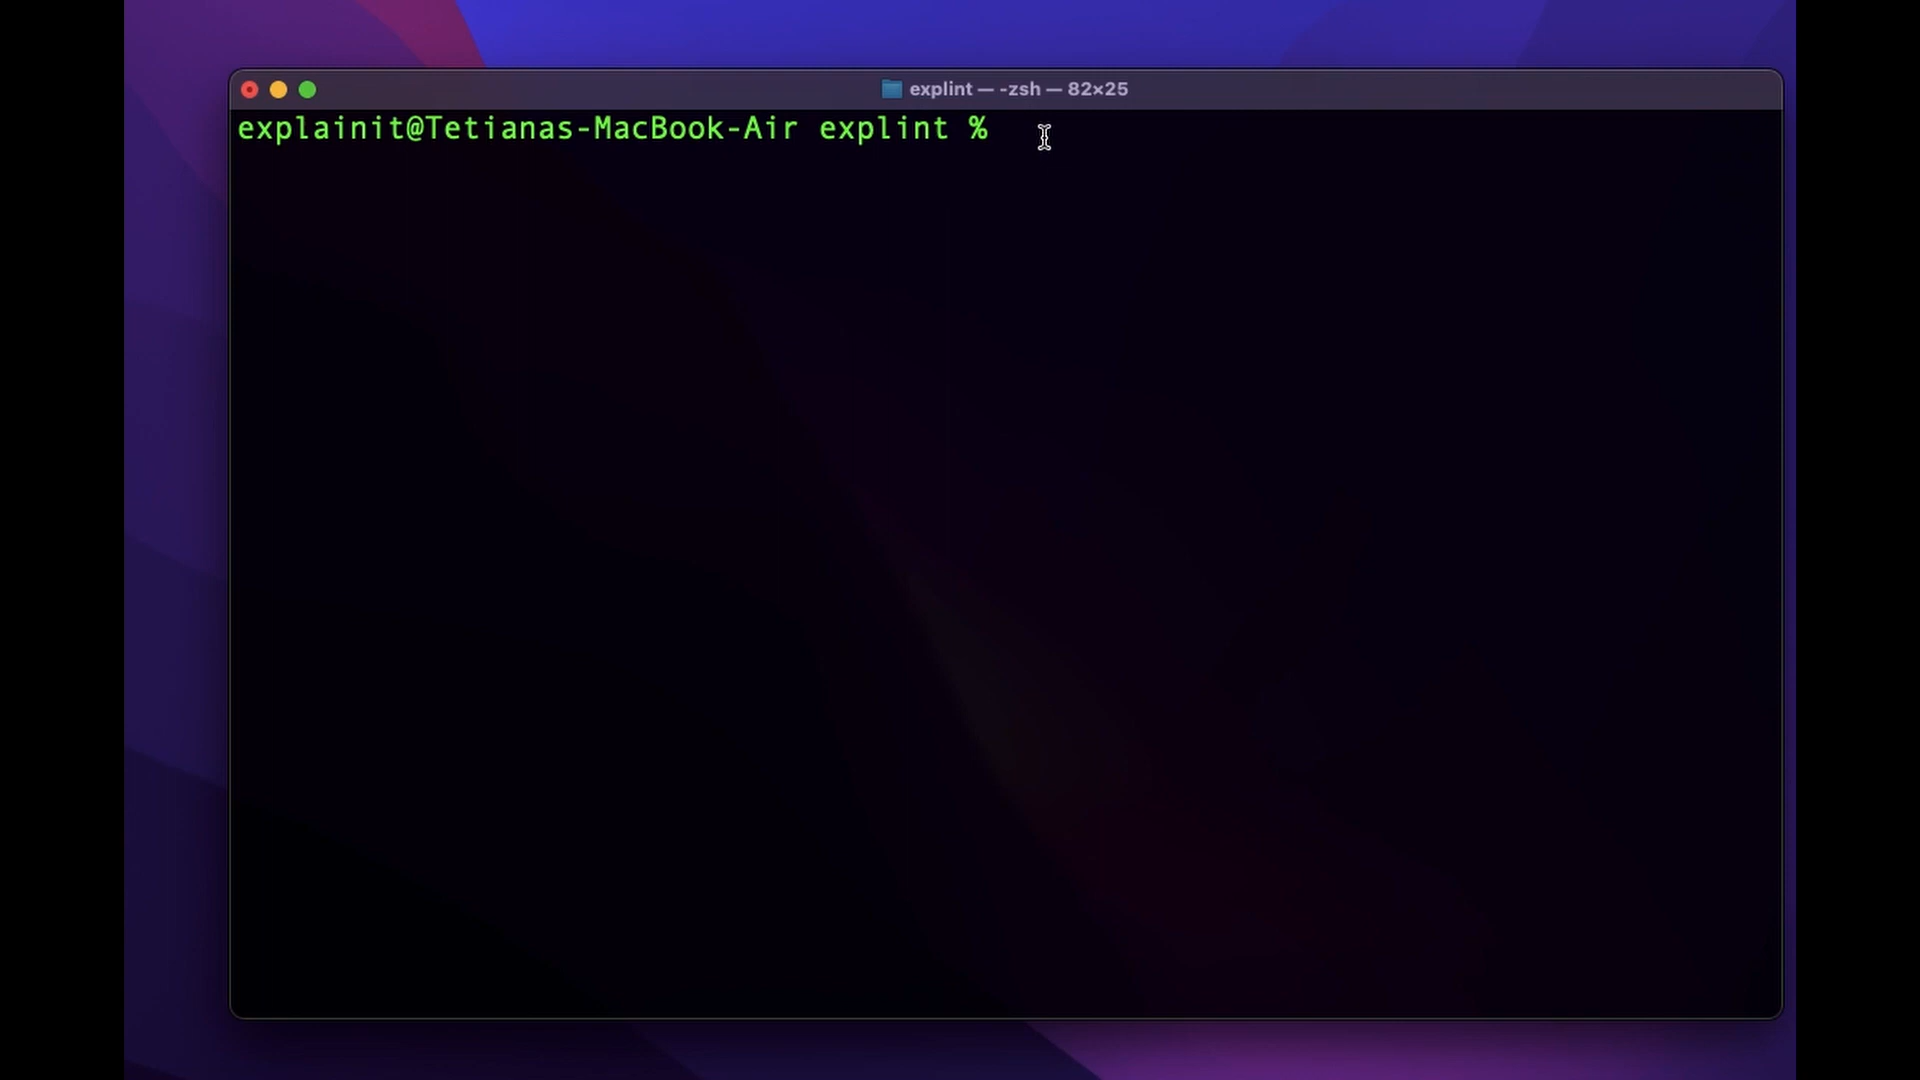 explint — -zsh — 82×25
explainit@Tetianas-MacBook-Air explint %